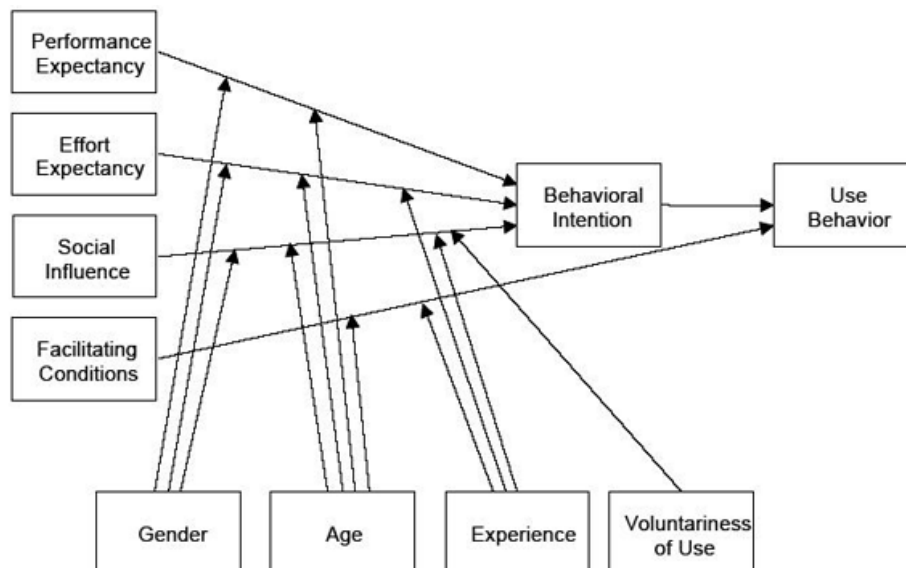 Performance
Expectancy
Effort
Expectancy
Social
Influence
Facilitating
Conditions
Behavioral
Intention
Use
Behavior
Gender
Age
Experience
Voluntariness
of Use